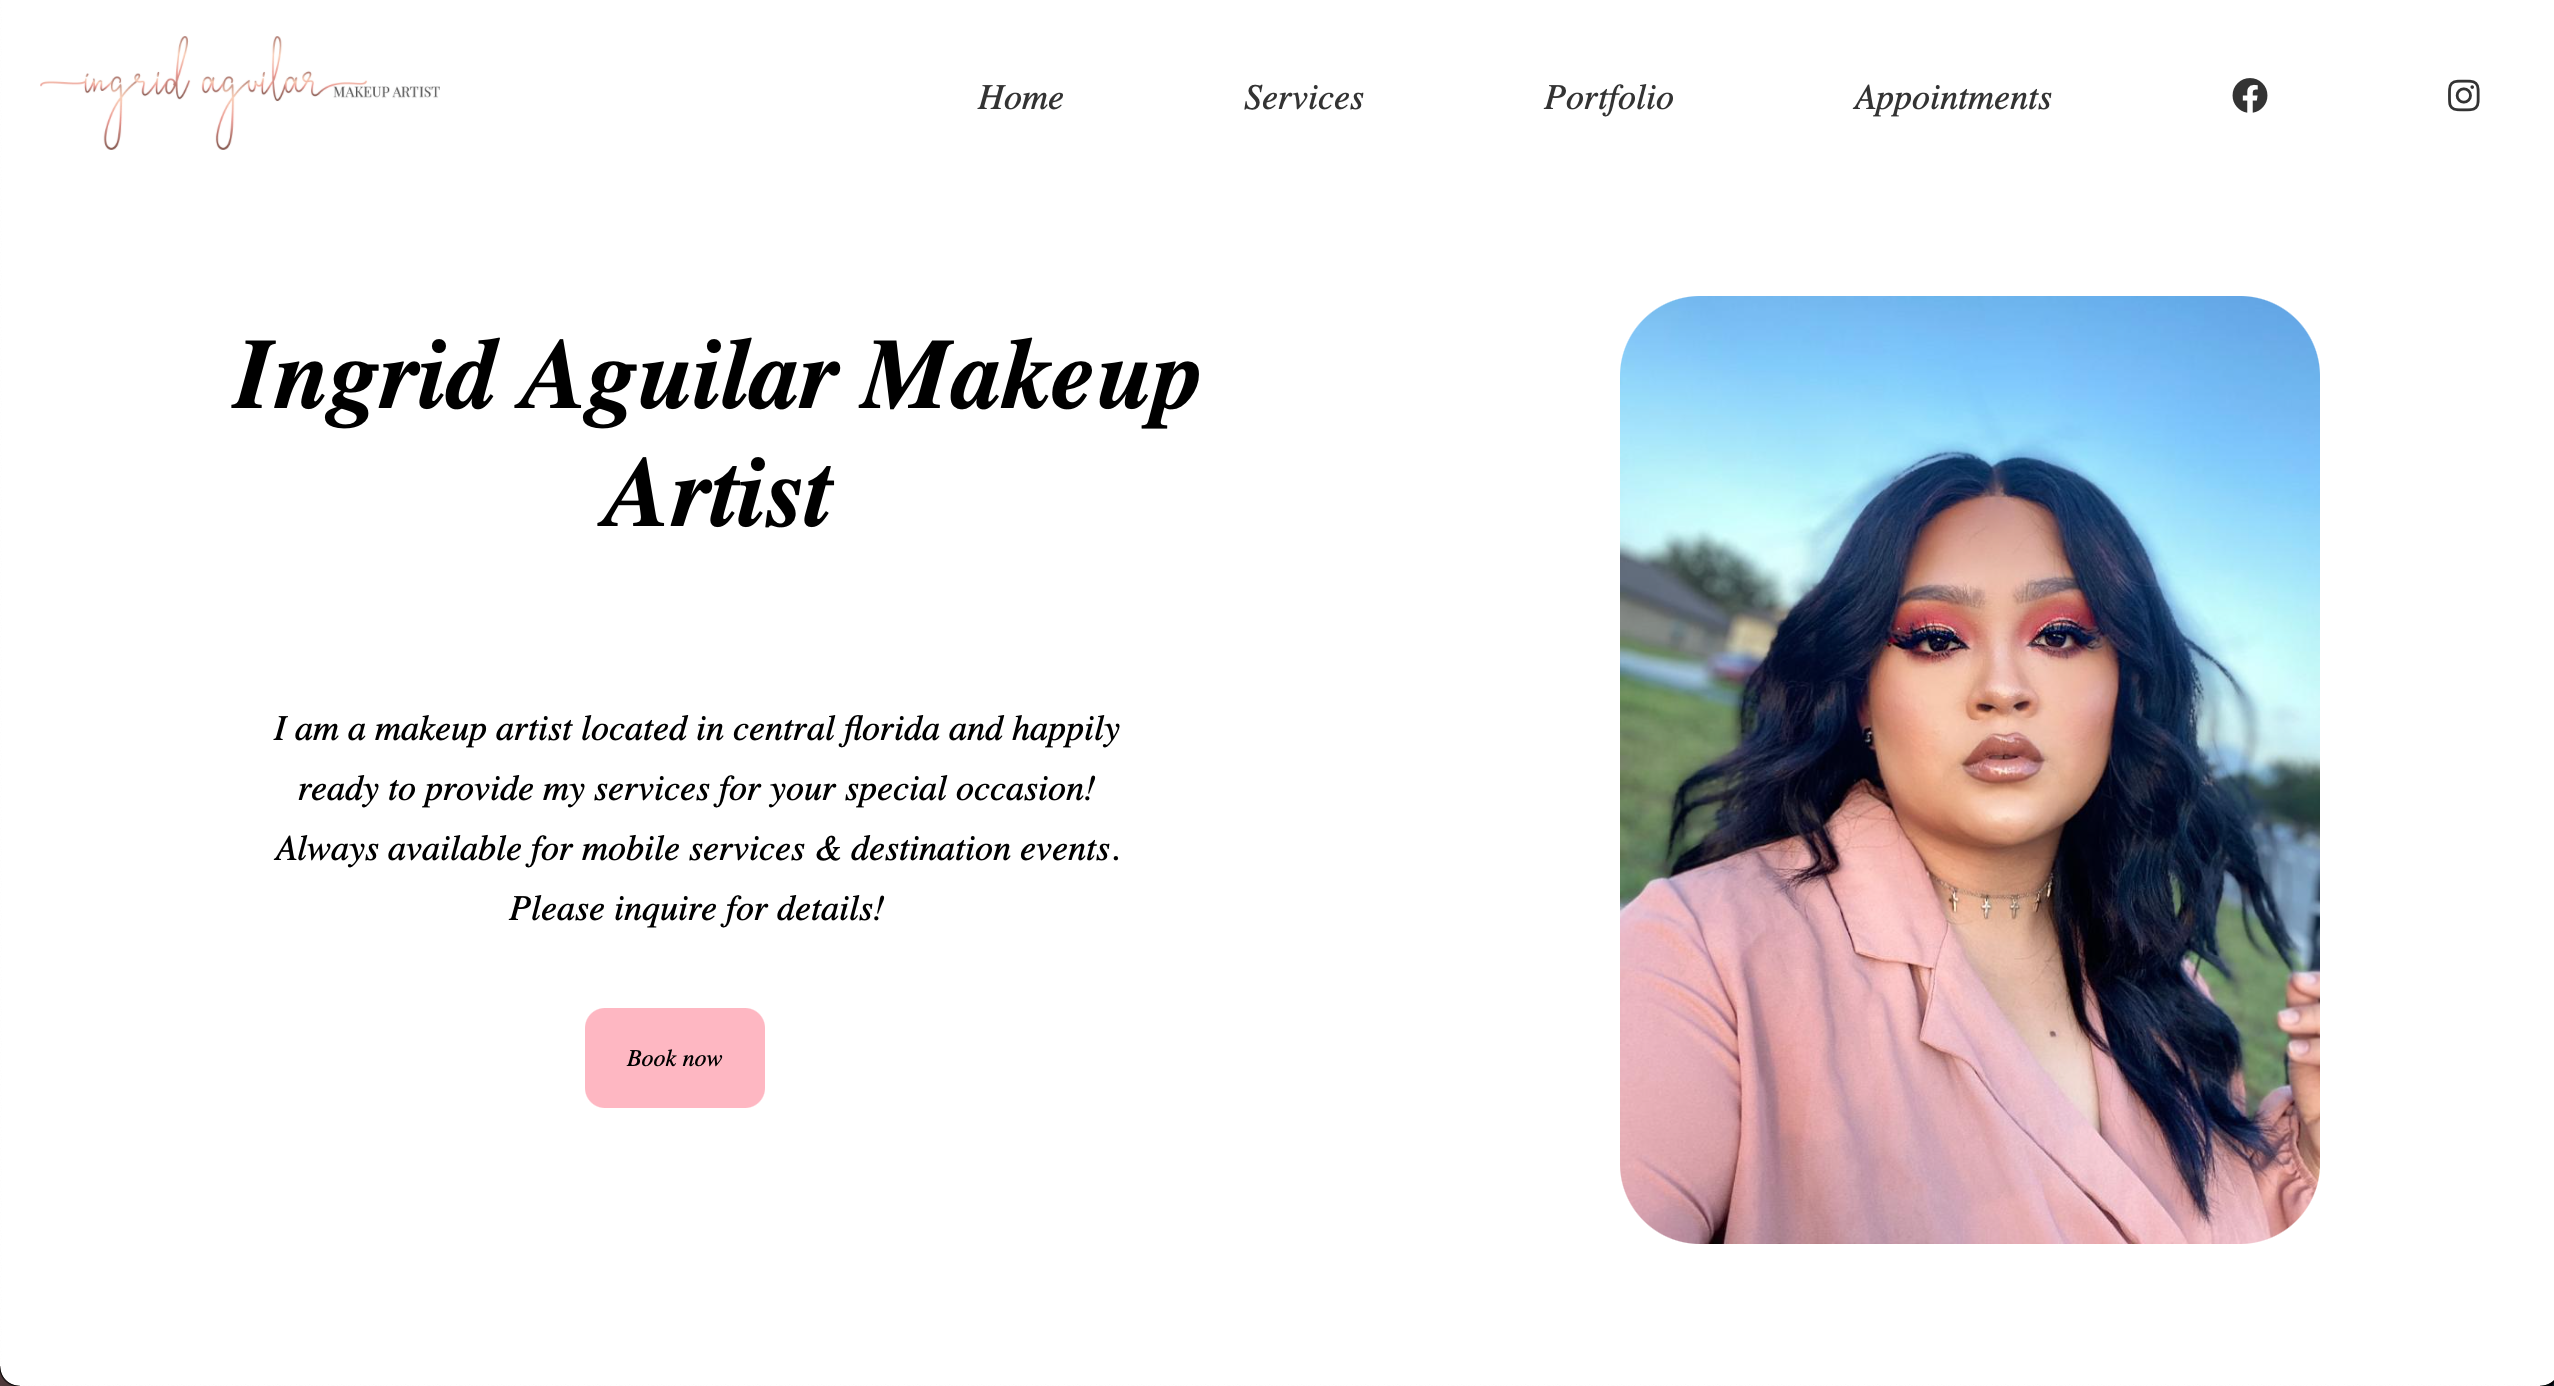 ingrid aguilar MAKEUP ARTIST
Home Services Portfolio Appointments
Ingrid Aguilar Makeup
Artist
I am a makeup artist located in central florida and happily
ready to provide my services for your special occasion!
Always available for mobile services & destination events.
Please inquire for details!
Book now